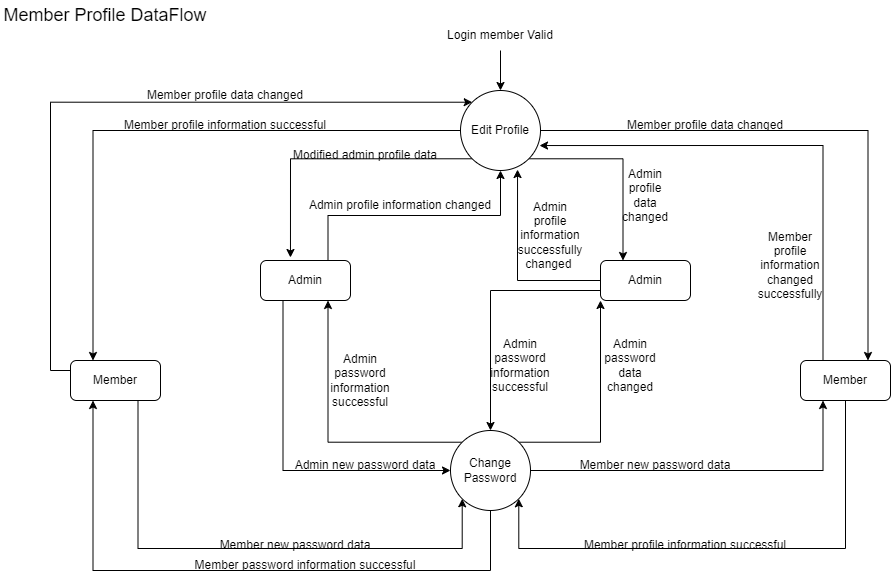 Member Profile DataFlow
Login member Valid
Member profile data changed
Member profile information successful
Edit Profile
Member profile data changed
Modified admin profile data
Admin profile information changed
Admin
profile
information
successfully
changed
Admin
profile
data
changed
Member
profile
information
changed
successfully
Admin
Admin
Member
Member
Admin
password
information
successful
Admin
password
information
successful
Admin
password
data
changed
Admin new password data
Change
Password
Member new password data
Member new password data
Member profile information successful
Member password information successful